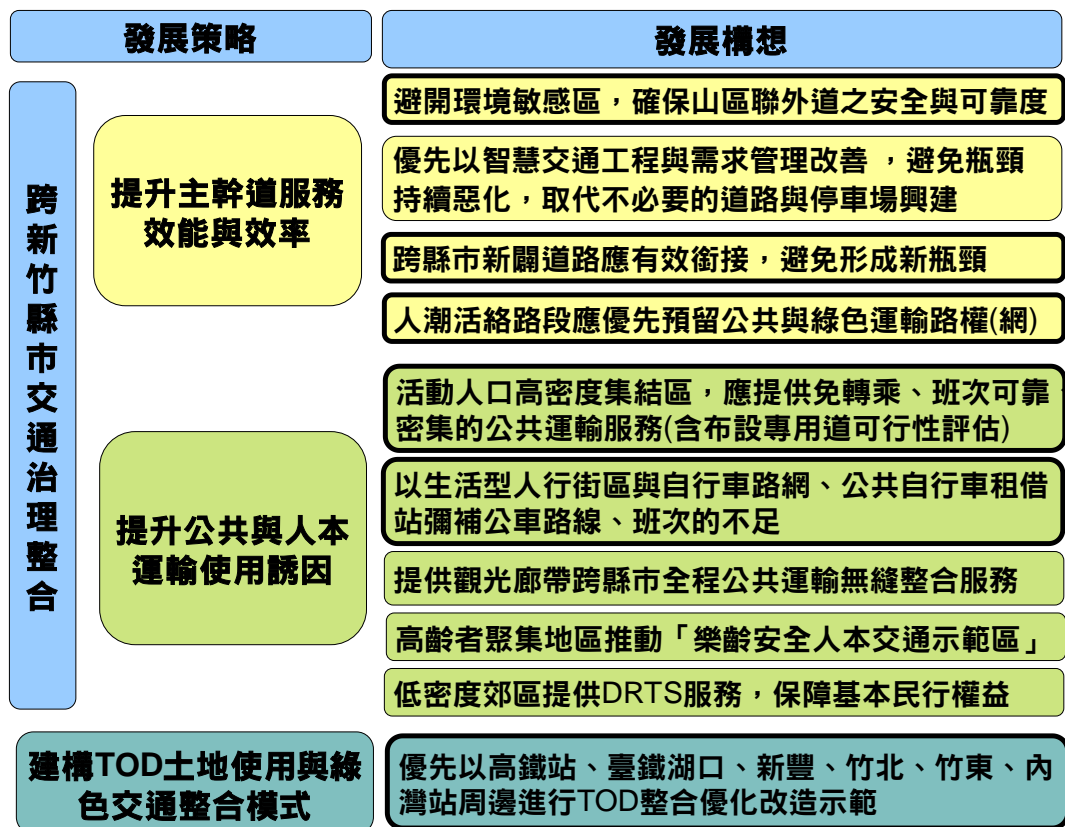 發展策略
發展構想
跨新竹縣市交通治理整合
提升主幹道服務
效能與效率
避開環境敏感區，確保山區聯外道之安全與可靠度
優先以智慧交通工程與需求管理改善 ，避免瓶頸
持續惡化，取代不必要的道路與停車場興建
跨縣市新闢道路應有效銜接，避免形成新瓶頸
人潮活絡路段應優先預留公共與綠色運輸路權(網)
提升公共與人本
運輸使用誘因
活動人口高密度集結區，應提供免轉乘、班次可靠、
密集的公共運輸服務(含布設專用道可行性評估)
以生活型人行街區與自行車路網、公共自行車租借
站彌補公車路線、班次的不足
提供觀光廊帶跨縣市全程公共運輸無縫整合服務
高齡者聚集地區推動「樂齡安全人本交通示範區」
低密度郊區提供DRTS服務，保障基本民行權益
建構TOD土地使用與綠
色交通整合模式
優先以高鐵站、臺鐵湖口、新豐、竹北、竹東、內
灣站周邊進行TOD整合優化改造示範